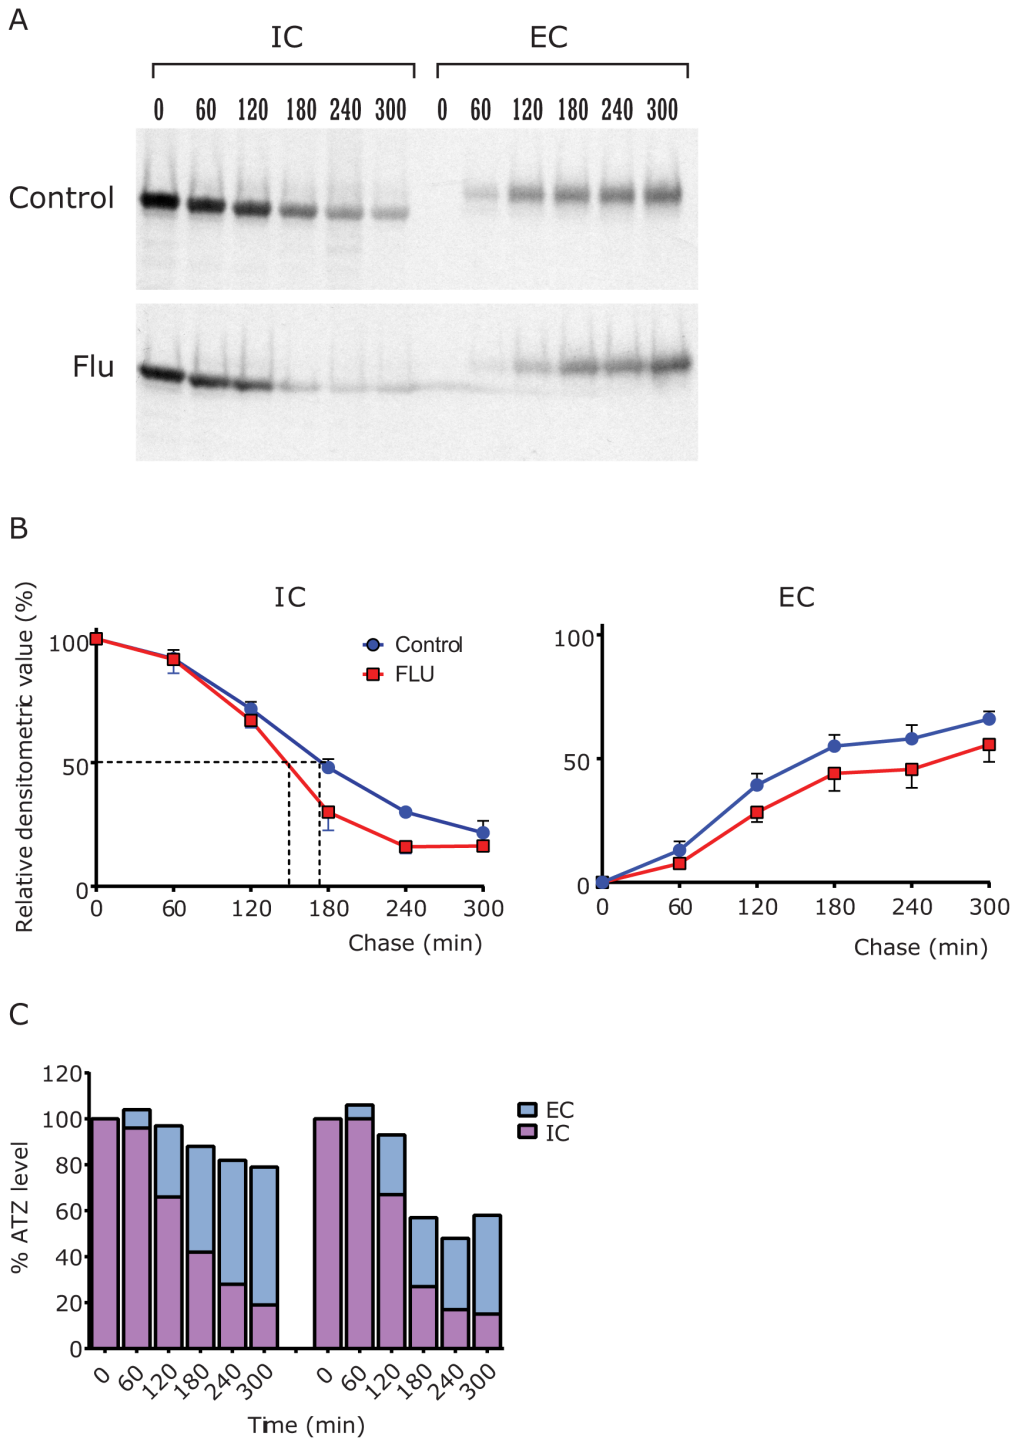 A
IC EC
0 60 120 180 240 300 0 60 120 180 240 300
Control
Flu
B
IC
EC
Relative densitometric value (%)
100
50
0
0 60 120 180 240 300
Chase (min)
Control
FLU
100
50
0
0 60 120 180 240 300
Chase (min)
C
% ATZ level
120
100
80
60
40
20
0
0 60 120 180 240 300 0 60 120 180 240 300
Time (min)
EC
IC